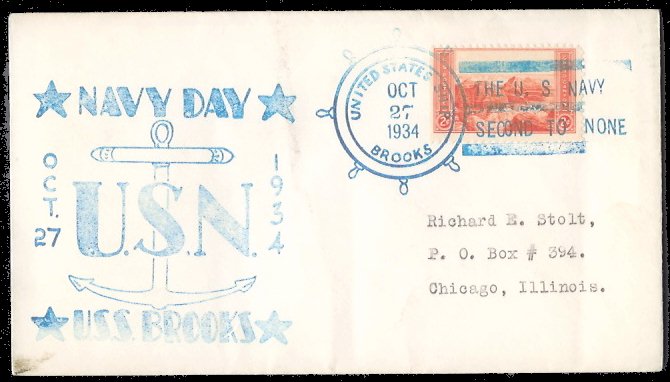 NAVY DAY
OCT. 27
1934
U.S.N.
U.S.S. BROOKS
UNITED STATES
OCT
27
1934
BROOKS
THE U. S NAVY
SECOND TO NONE
Richard E. Stolt,
P. O. Box # 394.
Chicago, Illinois.